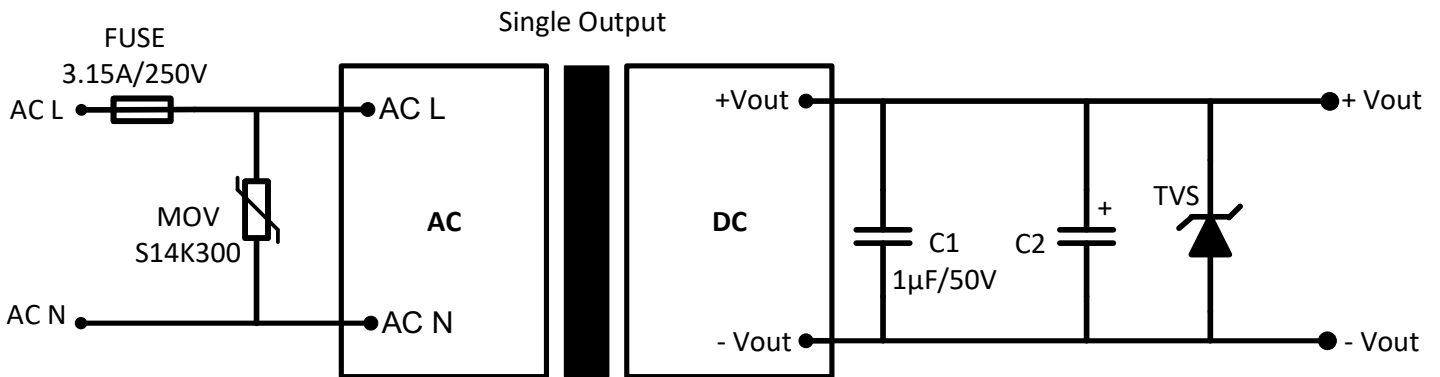 Single Output
FUSE
3.15A/250V
AC L
AC L
+Vout
+ Vout
MOV
S14K300
AC
DC
C1
1µF/50V
C2
+
TVS
AC N
AC N
- Vout
- Vout